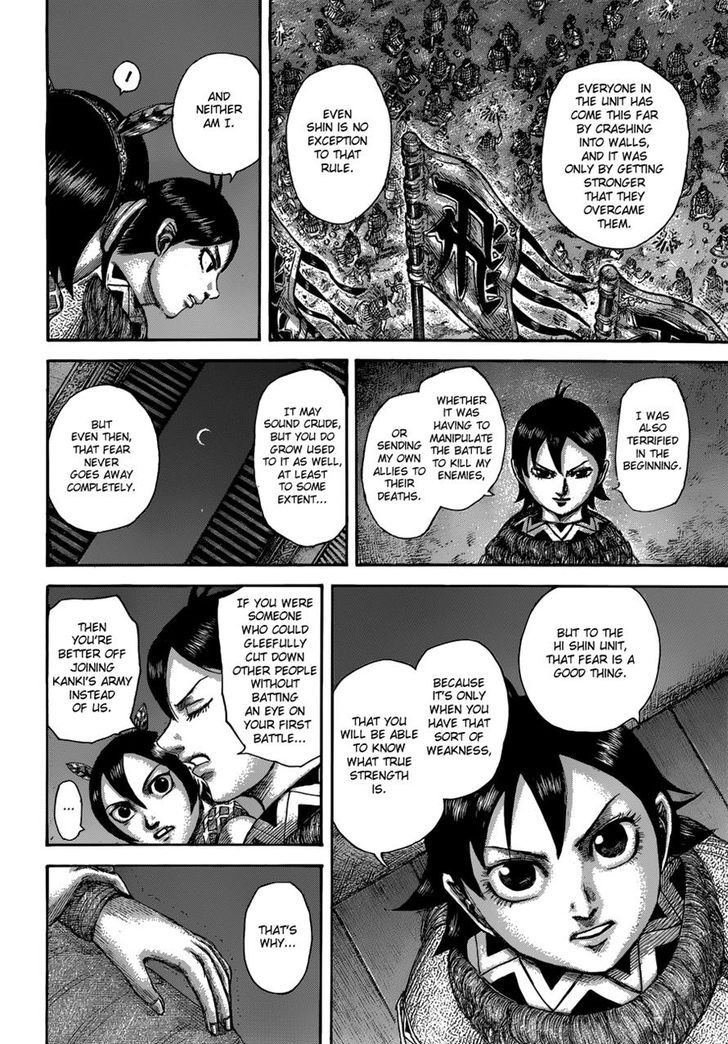 EVERYONE IN
THE UNIT HAS
COME THIS FAR
BY CRASHING
INTO WALLS,
AND IT WAS
ONLY BY GETTING
STRONGER
THAT THEY
OVERCAME
THEM.
EVEN
SHIN IS NO
EXCEPTION
TO THAT
RULE.
AND
NEITHER
AM I.
!
I WAS
ALSO
TERRIFIED
IN THE
BEGINNING.
WHETHER
IT WAS
HAVING TO
MANIPULATE
THE BATTLE
TO KILL MY
ENEMIES,
OR
SENDING
MY OWN
ALLIES TO
THEIR
DEATHS.
IT MAY
SOUND CRUDE,
BUT YOU DO
GROW USED
TO IT AS WELL,
AT LEAST
TO SOME
EXTENT...
BUT
EVEN THEN,
THAT FEAR
NEVER
GOES AWAY
COMPLETELY.
BUT TO THE
HI SHIN UNIT,
THAT FEAR IS A
GOOD THING.
BECAUSE
IT'S ONLY
WHEN YOU
HAVE THAT
SORT OF
WEAKNESS,
THAT YOU
WILL BE ABLE
TO KNOW
WHAT TRUE
STRENGTH
IS.
IF YOU WERE
SOMEONE
WHO COULD
GLEEFULLY
CUT DOWN
OTHER PEOPLE
WITHOUT
BATTING
AN EYE ON
YOUR FIRST
BATTLE...
THEN
YOU'RE
BETTER OFF
JOINING
KANKI'S ARMY
INSTEAD
OF US.
...
THAT'S
WHY...